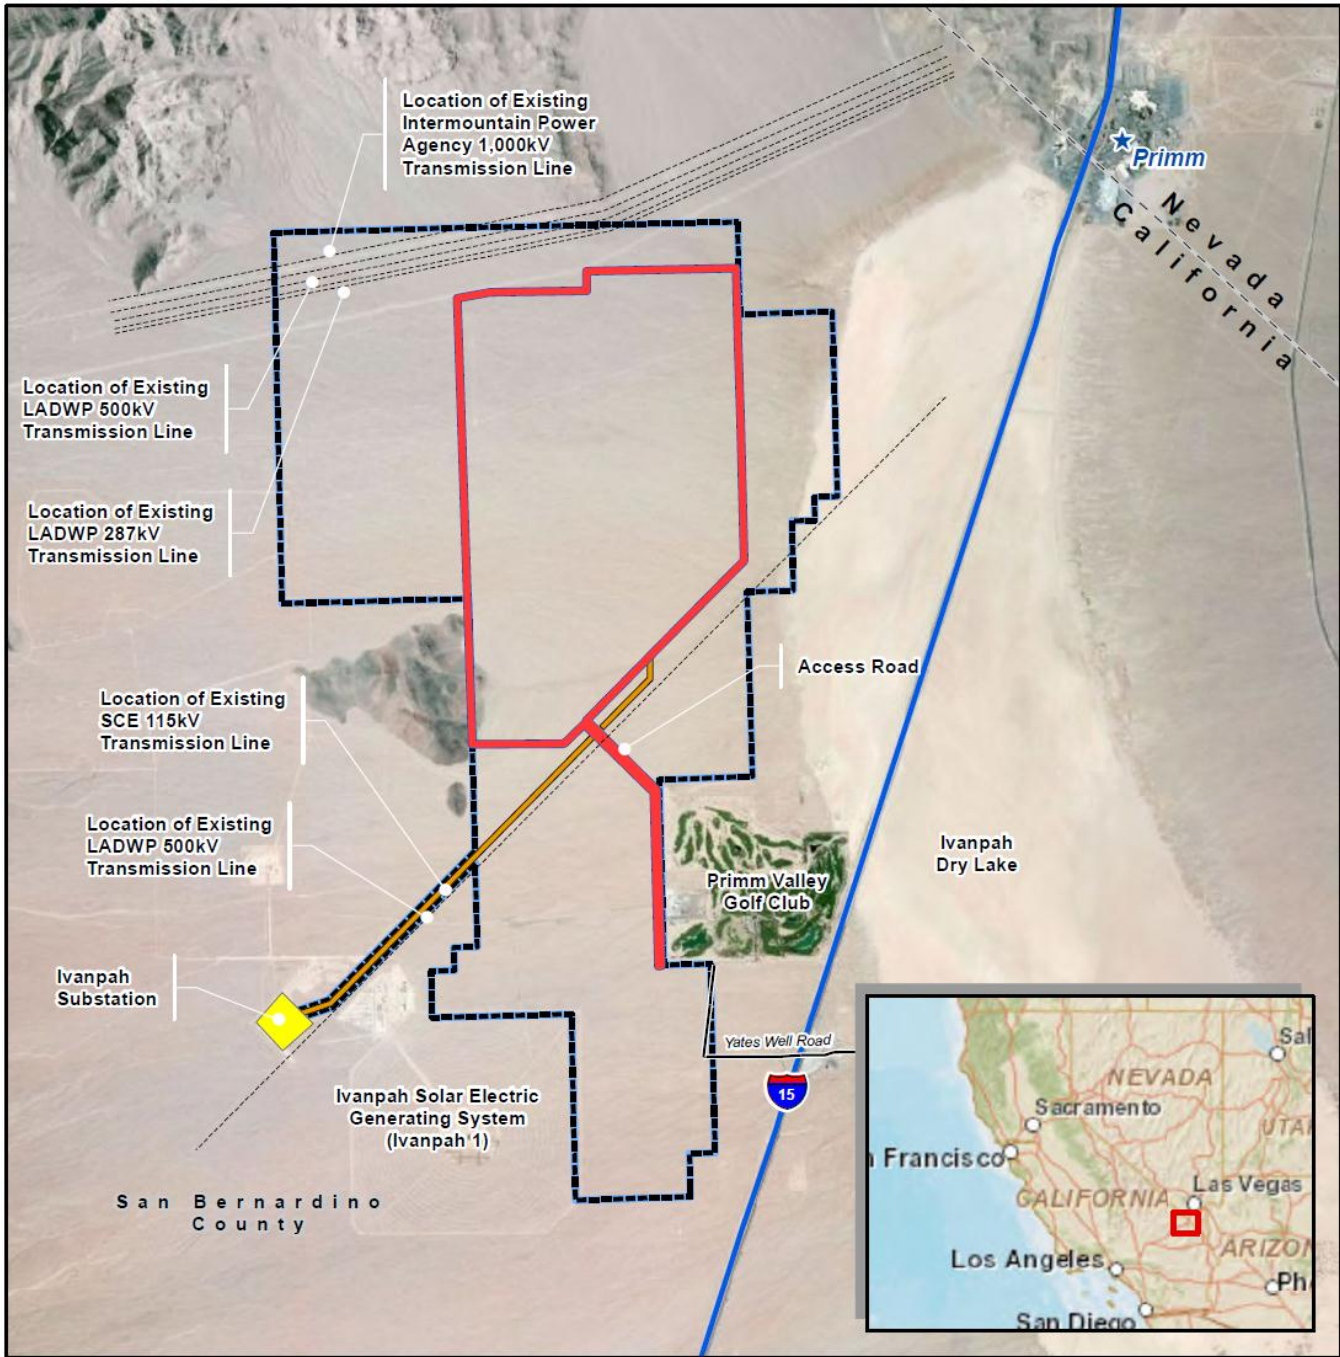 Location of Existing
Intermountain Power
Agency 1,000kV
Transmission Line
Primm
Nevada
California
Location of Existing
LADWP 500kV
Transmission Line
Location of Existing
LADWP 287kV
Transmission Line
Access Road
Location of Existing
SCE 115kV
Transmission Line
Location of Existing
LADWP 500kV
Transmission Line
Ivanpah
Dry Lake
Primm Valley
Golf Club
Ivanpah
Substation
Yates Well Road
15
Ivanpah Solar Electric
Generating System
(Ivanpah 1)
San Bernardino
County
Sal
NEVADA
Sacramento
UTA
n Francisco
Las Vegas
CALIFORNIA
Los Angeles
ARIZON
Ph
San Diego